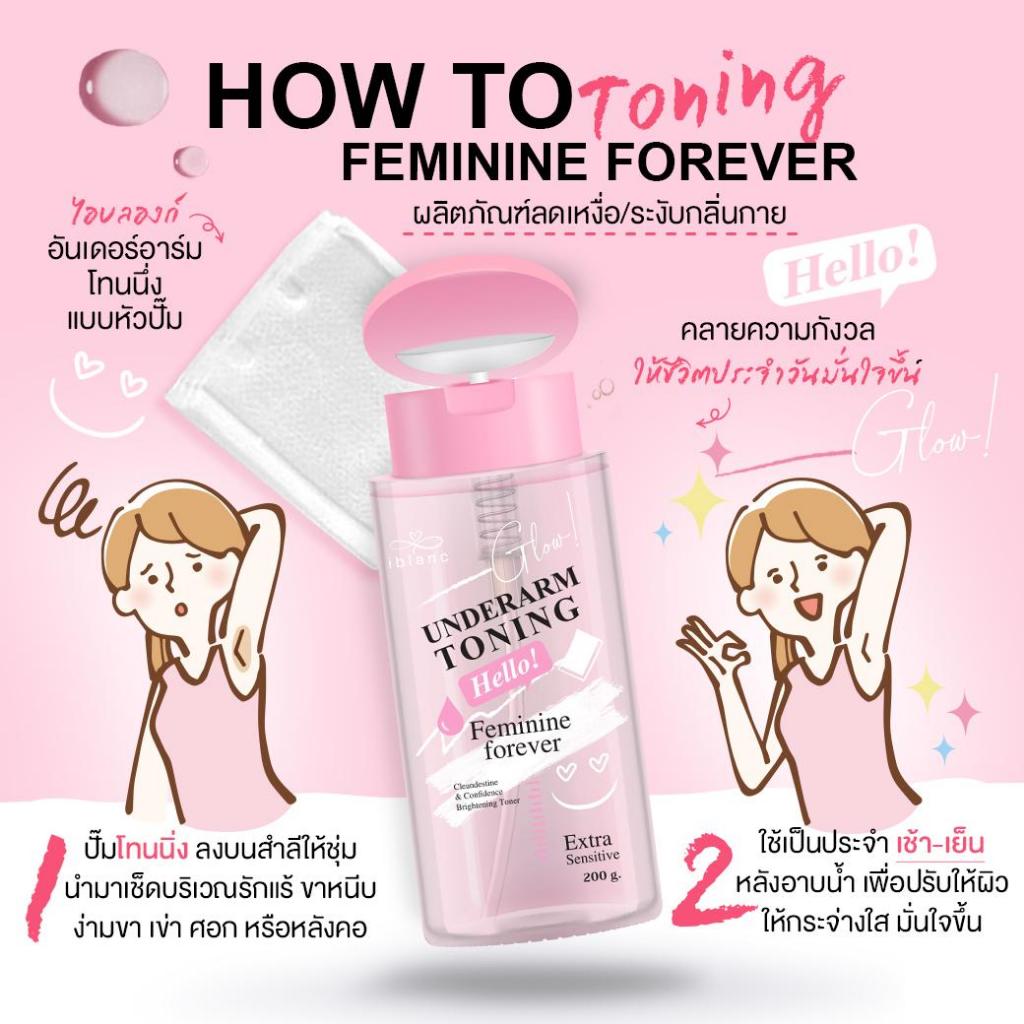 HOW TO Toning
FEMININE FOREVER
ผลิตภัณฑ์ลดเหงื่อ/ระงับกลิ่นกาย
ไอบลองก์
อันเดอร์อาร์ม
โทนนึ่ง
แบบหัวปั๊ม
Hello!
คลายความกังวล
ให้ชีวิตประจำวันมั่นใจขึ้น
Glow!
iblanc
Glow!
UNDERARM
TONING
Hello!
Feminine
forever
Cleandestine
& Confidence
Brightening Toner
Extra
Sensitive
200 g.
1
ปั๊มโทนนิ่ง ลงบนสำลีให้ชุ่ม
นำมาเช็ดบริเวณรักแร้ ขาหนีบ
ง่ามขา เข่า ศอก หรือหลังคอ
2
ใช้เป็นประจำ เช้า-เย็น
หลังอาบน้ำ เพื่อปรับให้ผิว
ให้กระจ่างใส มั่นใจขึ้น